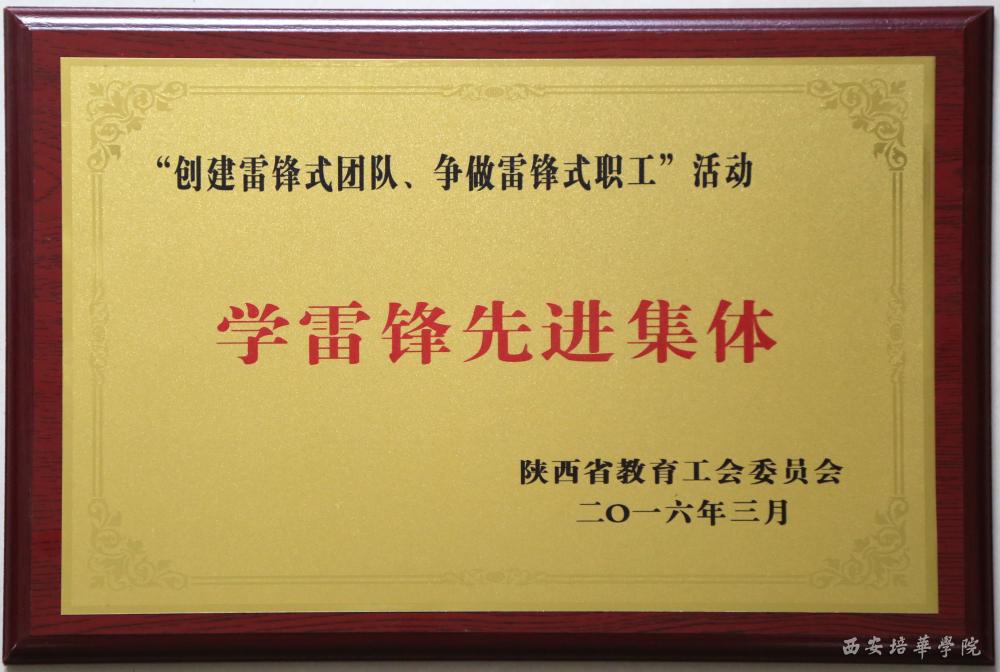 “创建雷锋式团队、争做雷锋式职工”活动
学雷锋先进集体
陕西省教育工会委员会
二〇一六年三月
西安培華學院